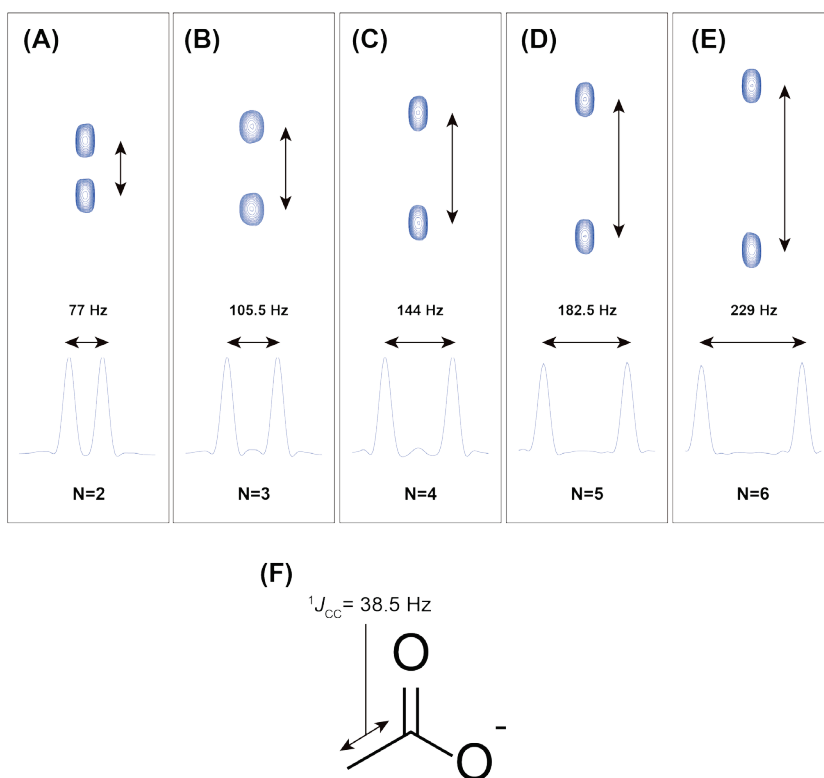 (A) (B) (C) (D) (E)
77 Hz 105.5 Hz 144 Hz 182.5 Hz 229 Hz
N=2 N=3 N=4 N=5 N=6
(F)
¹J_CC= 38.5 Hz
O
O⁻